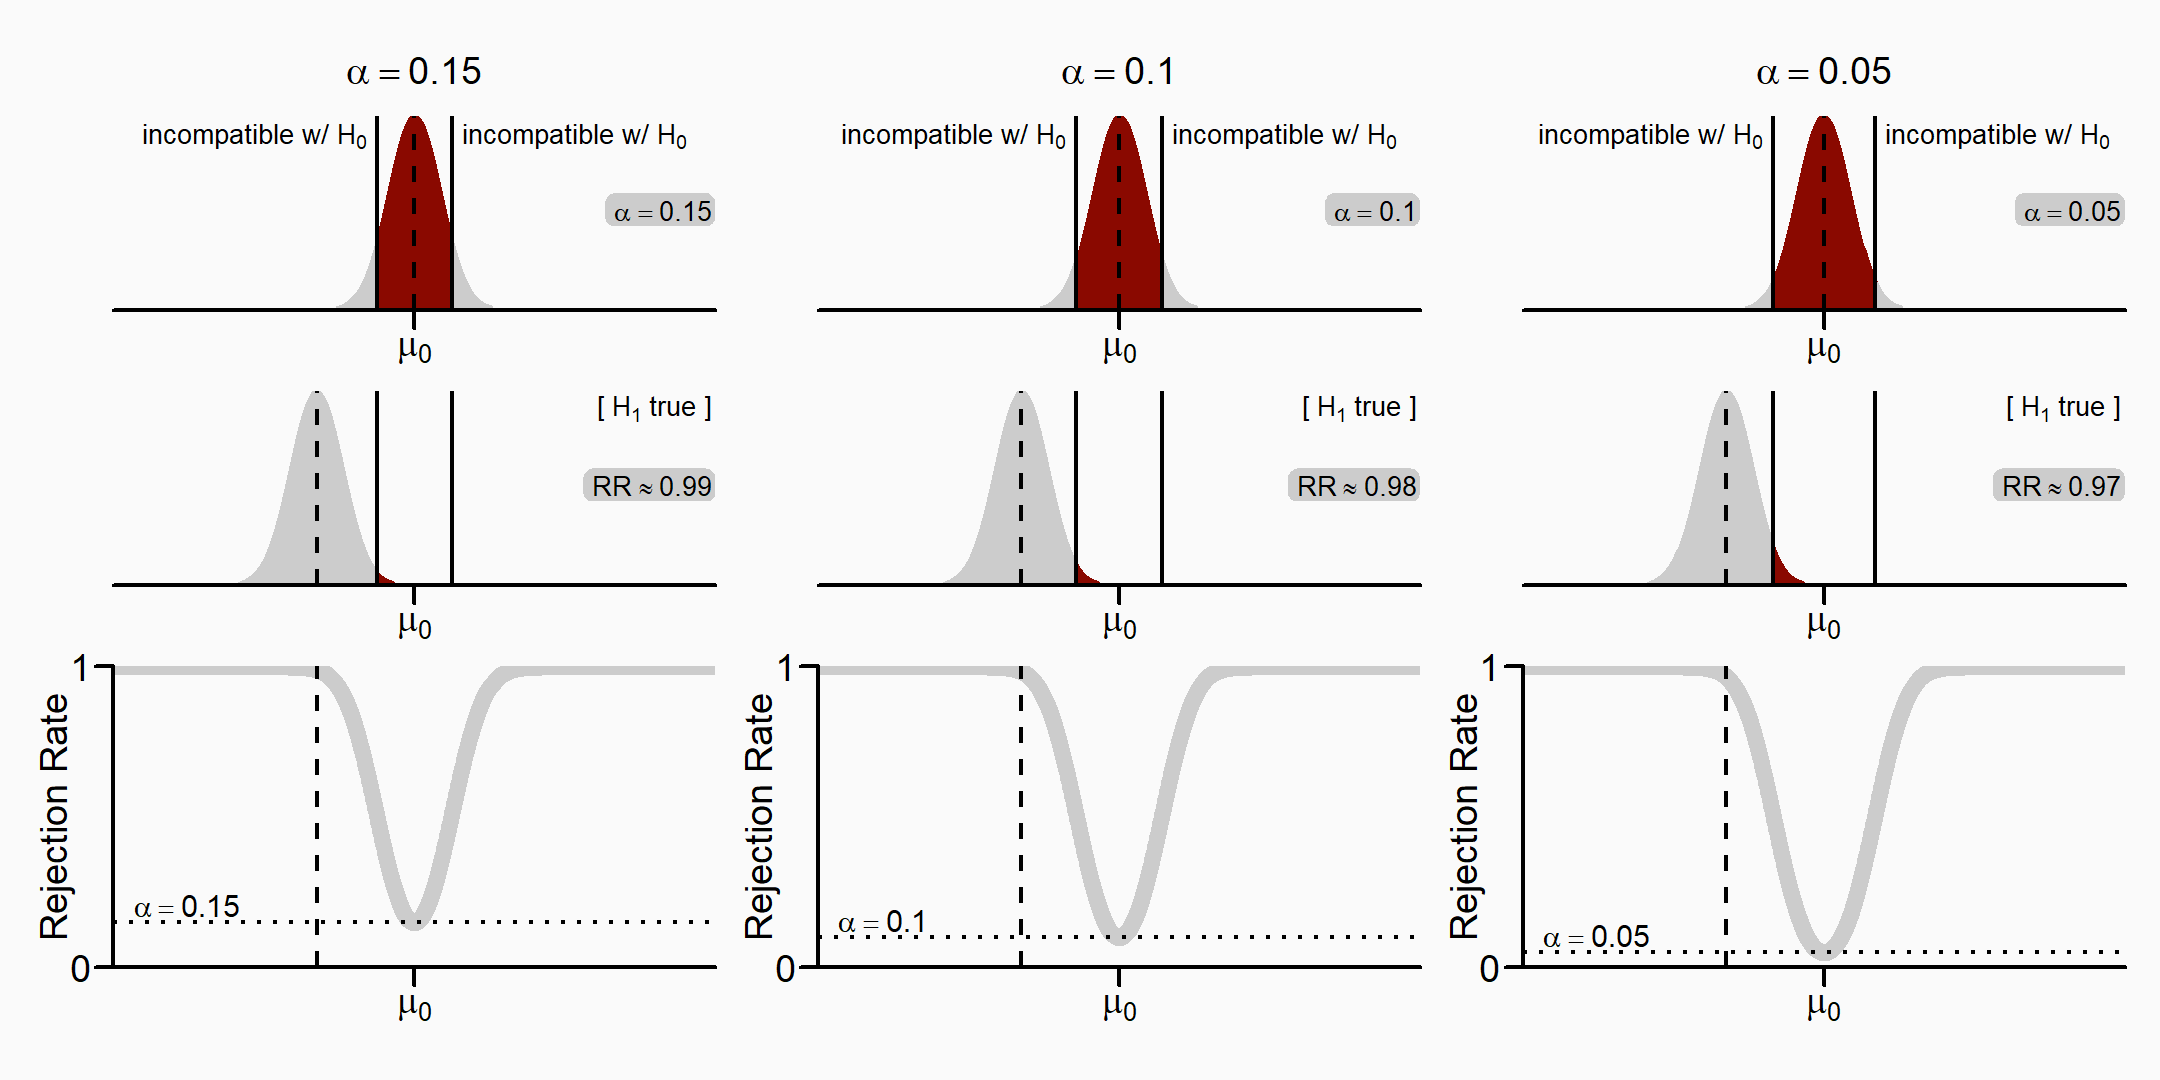 α = 0.15
incompatible w/ H₀
incompatible w/ H₀
α = 0.15
μ₀
[ H₁ true ]
RR ≈ 0.99
μ₀
1
Rejection Rate
α = 0.15
0
μ₀
α = 0.1
incompatible w/ H₀
incompatible w/ H₀
α = 0.1
μ₀
[ H₁ true ]
RR ≈ 0.98
μ₀
1
Rejection Rate
α = 0.1
0
μ₀
α = 0.05
incompatible w/ H₀
incompatible w/ H₀
α = 0.05
μ₀
[ H₁ true ]
RR ≈ 0.97
μ₀
1
Rejection Rate
α = 0.05
0
μ₀